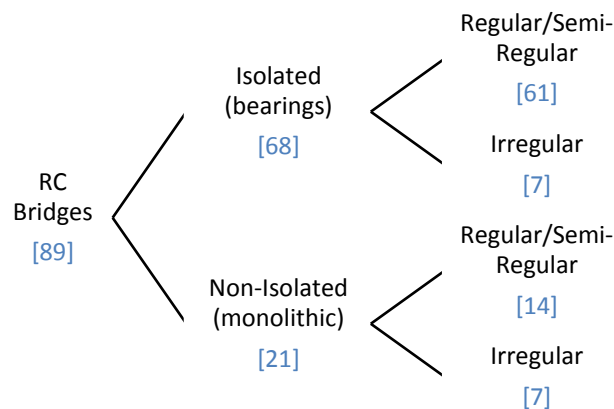 RC
Bridges
[89]
Isolated
(bearings)
[68]
Non-Isolated
(monolithic)
[21]
Regular/Semi-
Regular
[61]
Irregular
[7]
Regular/Semi-
Regular
[14]
Irregular
[7]